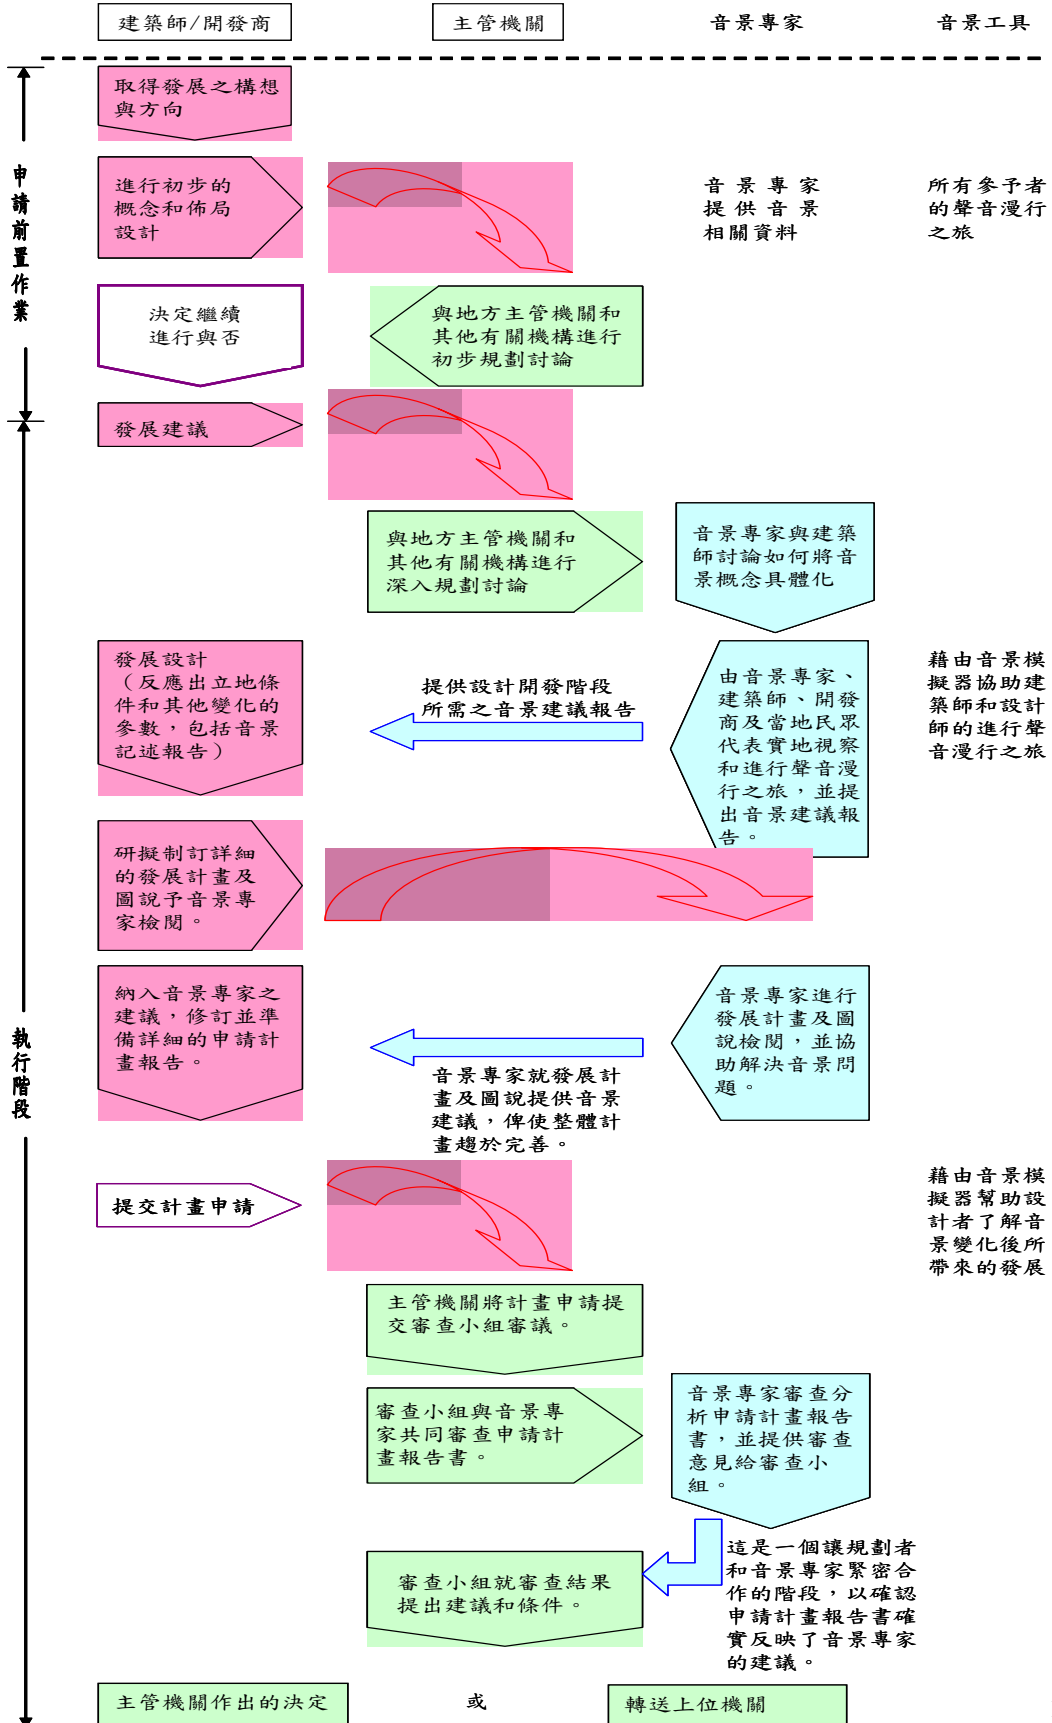 建築師/開發商
主管機關
音景專家
音景工具
申請前置作業
取得發展之構想
與方向
進行初步的
概念和佈局
設計
音景專家
提供音景
相關資料
所有參予者
的聲音漫行
之旅
決定繼續
進行與否
與地方主管機關和
其他有關機構進行
初步規劃討論
執行階段
發展建議
與地方主管機關和
其他有關機構進行
深入規劃討論
音景專家與建築
師討論如何將音
景概念具體化
發展設計
（反應出立地條
件和其他變化的
參數，包括音景
記述報告）
提供設計開發階段
所需之音景建議報告
由音景專家、
建築師、開發
商及當地民眾
代表實地視察
和進行聲音漫
行之旅，並提
出音景建議報
告。
藉由音景模
擬器協助建
築師和設計
師的進行聲
音漫行之旅
研擬制訂詳細
的發展計畫及
圖說予音景專
家檢閱。
納入音景專家之
建議，修訂並準
備詳細的申請計
畫報告。
音景專家就發展計
畫及圖說提供音景
建議，俾使整體計
畫趨於完善。
音景專家進行
發展計畫及圖
說檢閱，並協
助解決音景問
題。
提交計畫申請
藉由音景模
擬器幫助設
計者了解音
景變化後所
帶來的發展
主管機關將計畫申請提
交審查小組審議。
審查小組與音景專
家共同審查申請計
畫報告書。
音景專家審查分
析申請計畫報告
書，並提供審查
意見給審查小
組。
審查小組就審查結果
提出建議和條件。
這是一個讓規劃者
和音景專家緊密合
作的階段，以確認
申請計畫報告書確
實反映了音景專家
的建議。
主管機關作出的決定
或
轉送上位機關